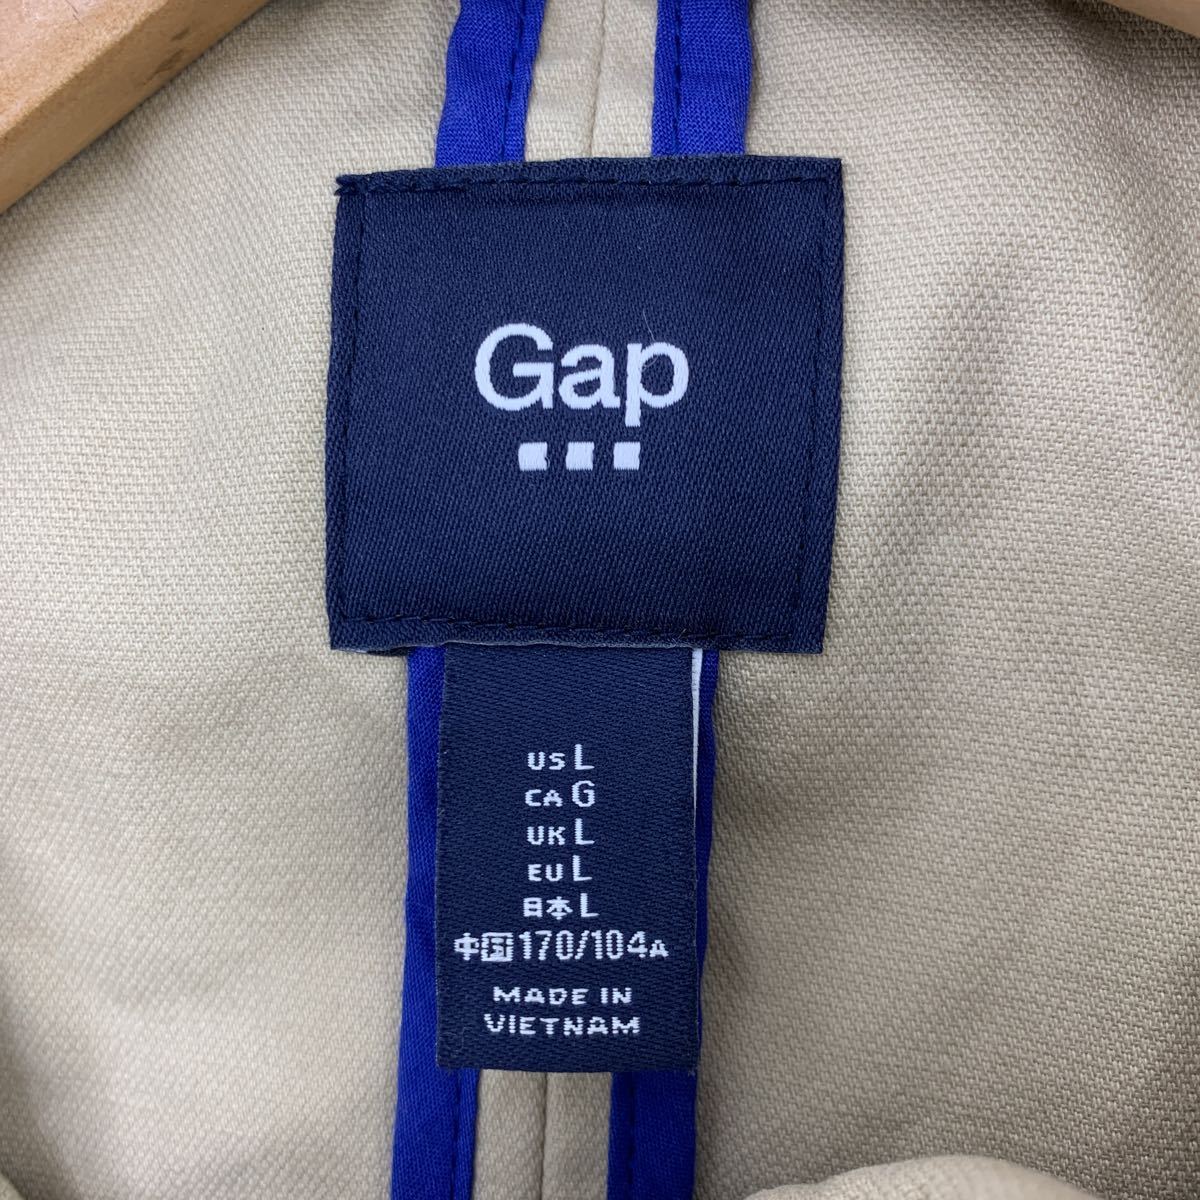 Gap
US L
CA G
UK L
EU L
日本 L
中国 170/104A
MADE IN
VIETNAM